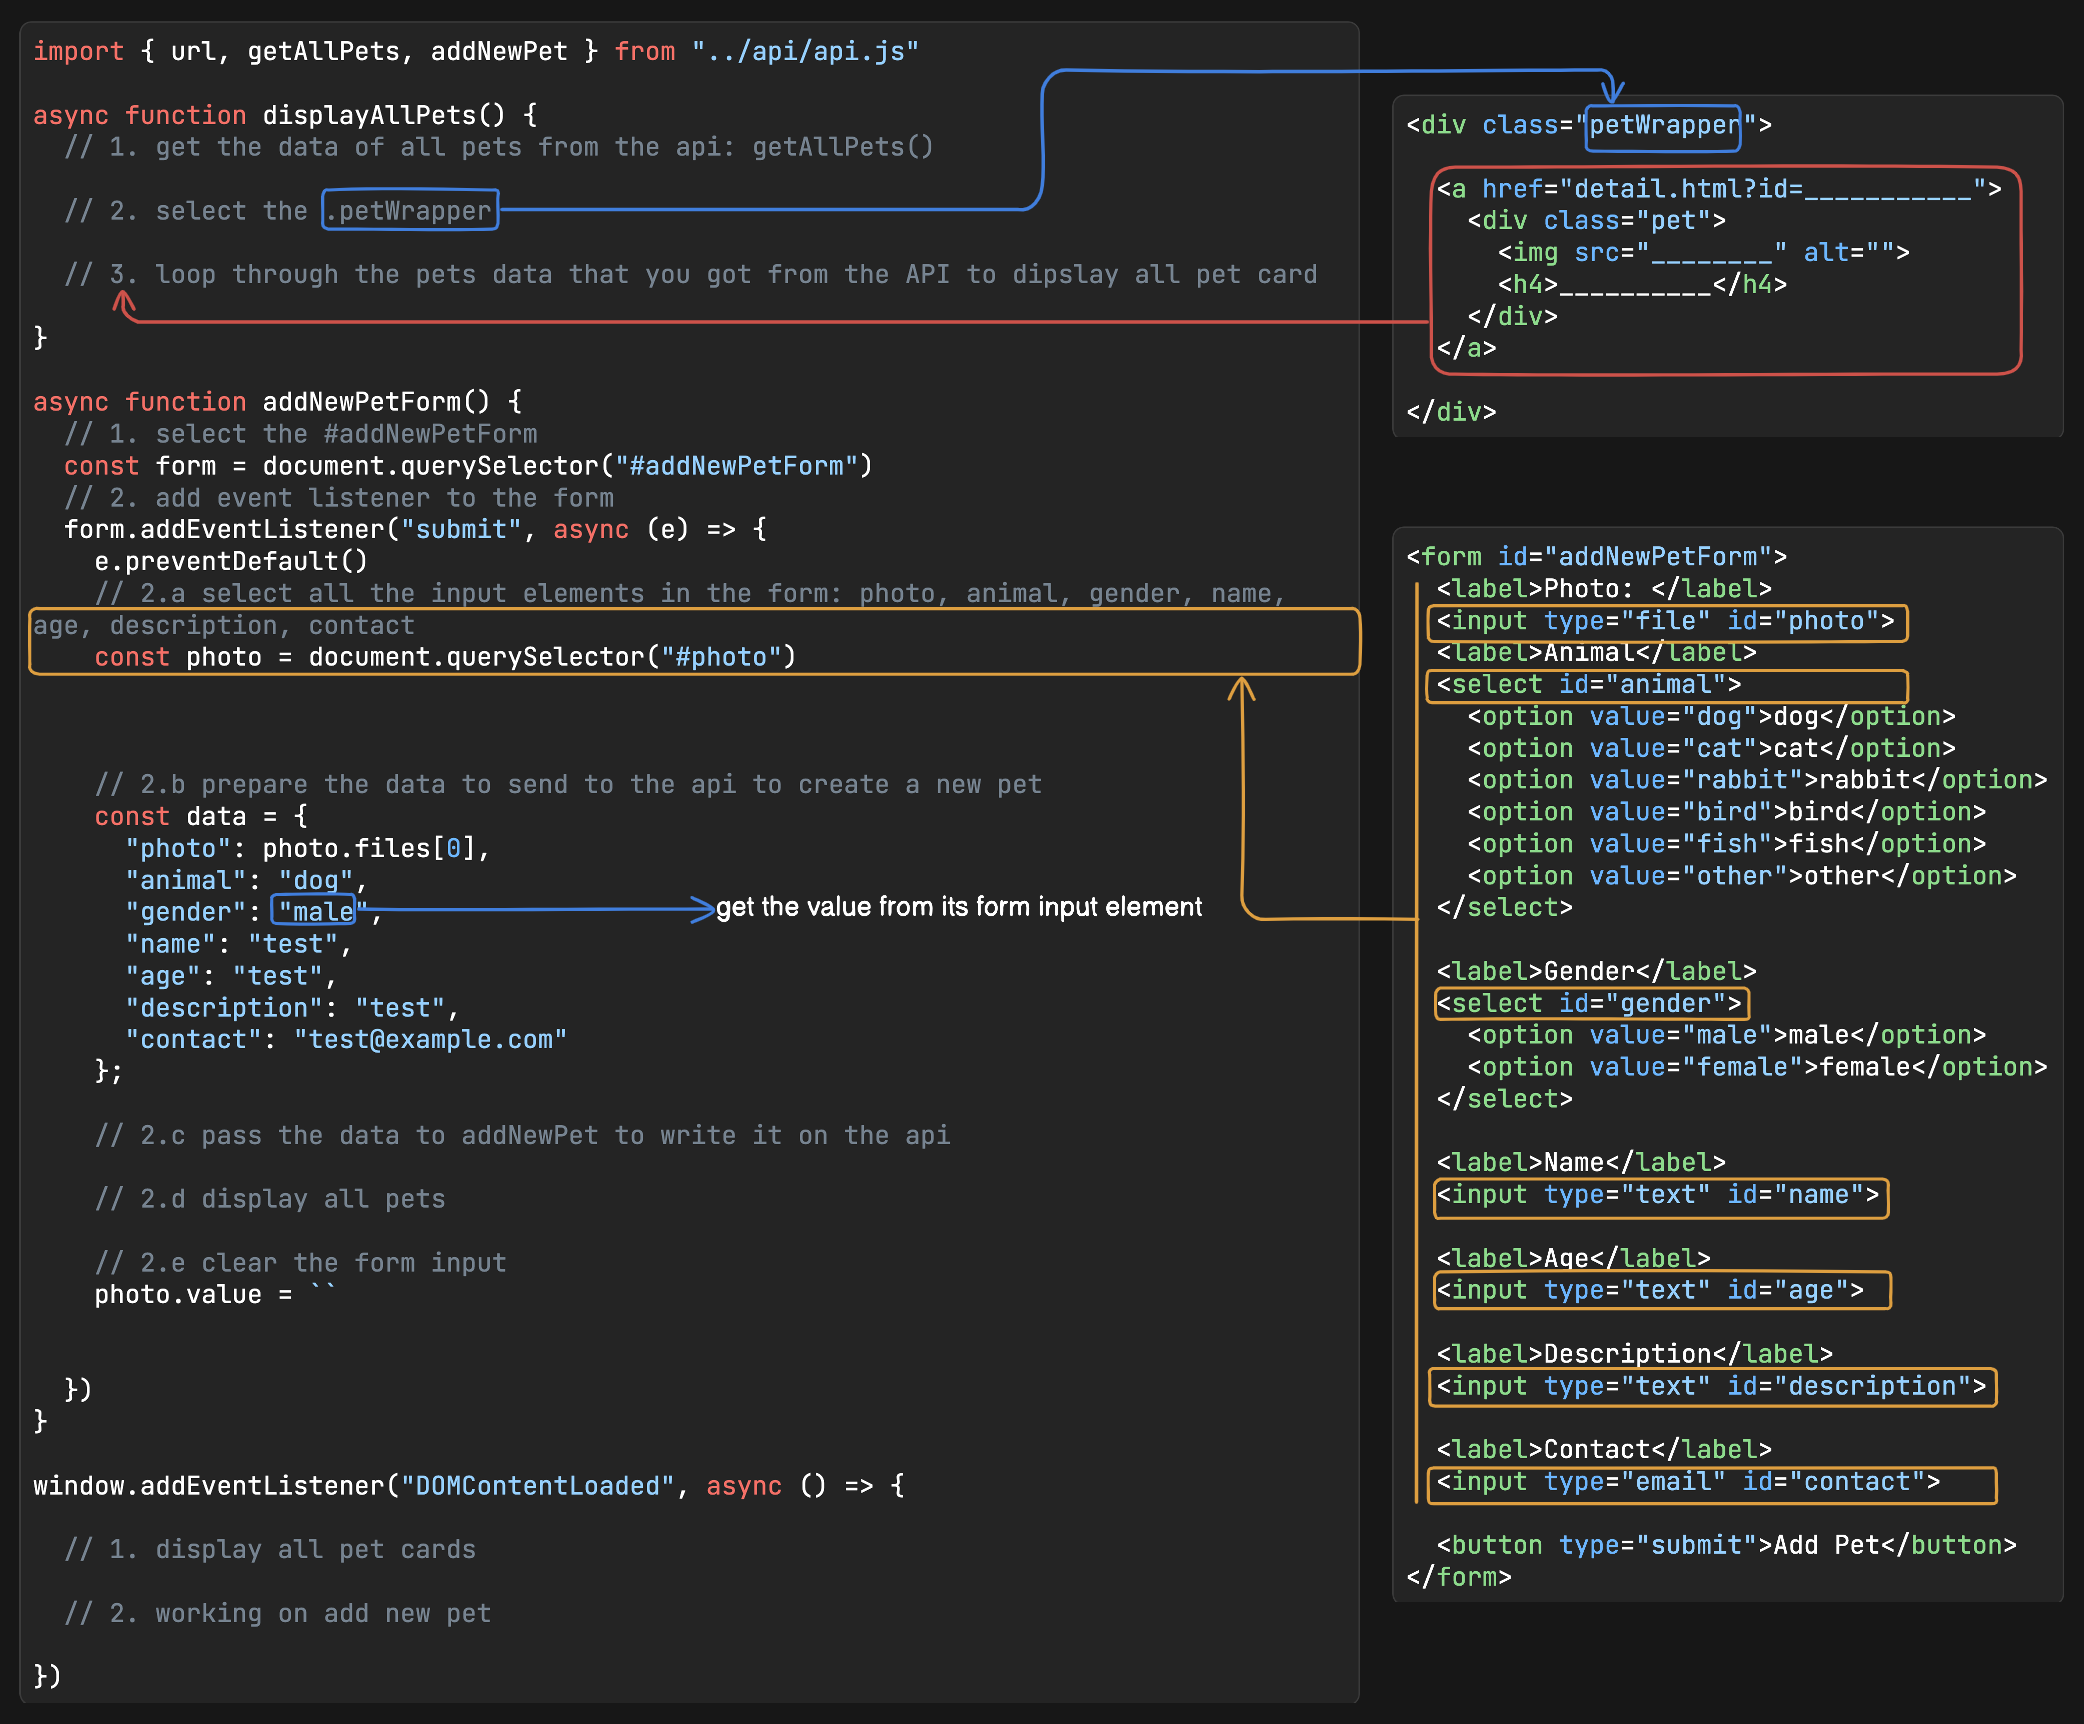 import { url, getAllPets, addNewPet } from "../api/api.js"
async function displayAllPets() {
// 1. get the data of all pets from the api: getAllPets()
// 2. select the .petWrapper
// 3. loop through the pets data that you got from the API to dipslay all pet card
}
async function addNewPetForm() {
// 1. select the #addNewPetForm
const form = document.querySelector("#addNewPetForm")
// 2. add event listener to the form
form.addEventListener("submit", async (e) => {
e.preventDefault()
// 2.a select all the input elements in the form: photo, animal, gender, name,
age, description, contact
const photo = document.querySelector("#photo")
// 2.b prepare the data to send to the api to create a new pet
const data = {
"photo": photo.files[0],
"animal": "dog",
"gender": "male",
get the value from its form input element
"name": "test",
"age": "test",
"description": "test",
"contact": "test@example.com"
};
// 2.c pass the data to addNewPet to write it on the api
// 2.d display all pets
// 2.e clear the form input
photo.value = ``
})
}
window.addEventListener("DOMContentLoaded", async () => {
// 1. display all pet cards
// 2. working on add new pet
})
<div class="petWrapper">
<a href="detail.html?id=___________">
<div class="pet">
<img src="________" alt="">
<h4>__________</h4>
</div>
</a>
</div>
<form id="addNewPetForm">
<label>Photo: </label>
<input type="file" id="photo">
<label>Animal</label>
<select id="animal">
<option value="dog">dog</option>
<option value="cat">cat</option>
<option value="rabbit">rabbit</option>
<option value="bird">bird</option>
<option value="fish">fish</option>
<option value="other">other</option>
</select>
<label>Gender</label>
<select id="gender">
<option value="male">male</option>
<option value="female">female</option>
</select>
<label>Name</label>
<input type="text" id="name">
<label>Age</label>
<input type="text" id="age">
<label>Description</label>
<input type="text" id="description">
<label>Contact</label>
<input type="email" id="contact">
<button type="submit">Add Pet</button>
</form>